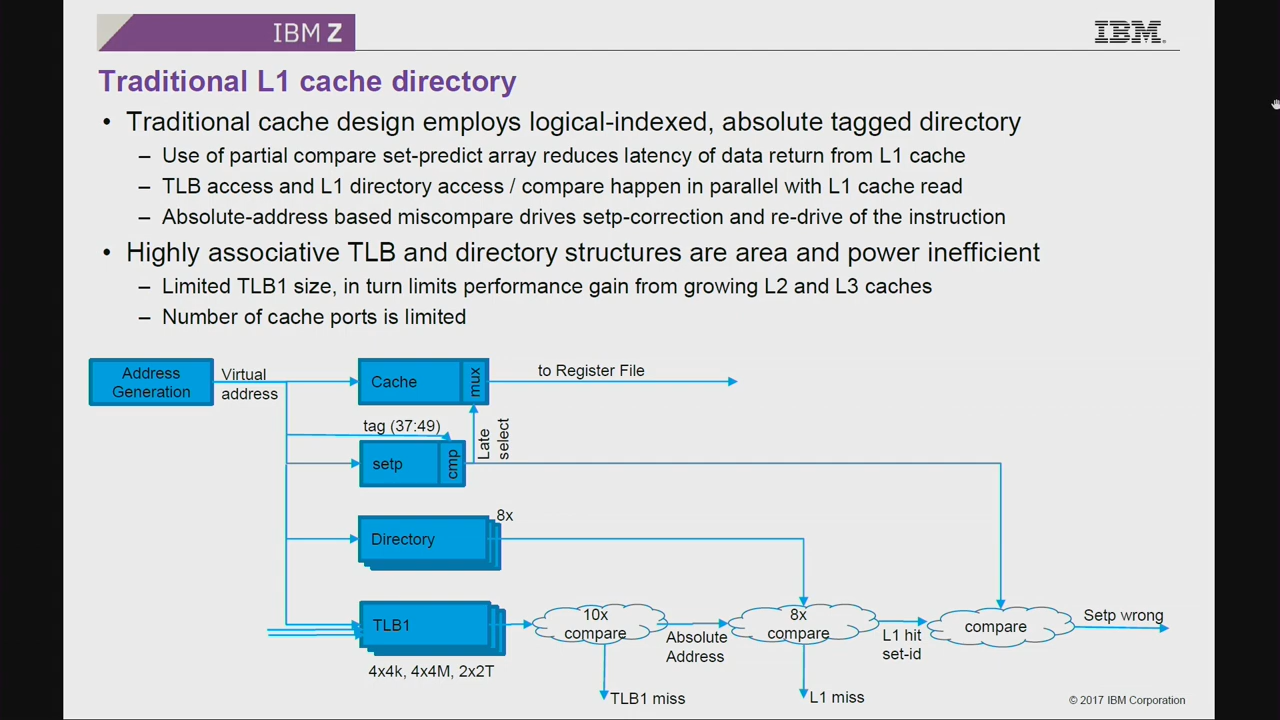 IBM Z
IBM
Traditional L1 cache directory
• Traditional cache design employs logical-indexed, absolute tagged directory
– Use of partial compare set-predict array reduces latency of data return from L1 cache
– TLB access and L1 directory access / compare happen in parallel with L1 cache read
– Absolute-address based miscompare drives setp-correction and re-drive of the instruction
• Highly associative TLB and directory structures are area and power inefficient
– Limited TLB1 size, in turn limits performance gain from growing L2 and L3 caches
– Number of cache ports is limited
Address
Generation
Virtual
address
Cache
mux
to Register File
tag (37:49)
Late
select
setp
cmp
Directory
8x
TLB1
4x4k, 4x4M, 2x2T
10x
compare
TLB1 miss
Absolute
Address
8x
compare
L1 miss
L1 hit
set-id
compare
Setp wrong
© 2017 IBM Corporation